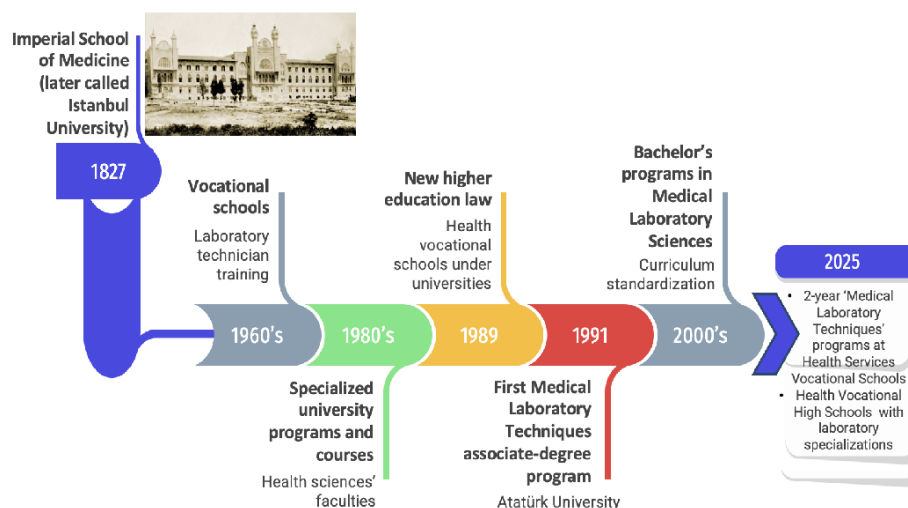 Imperial School
of Medicine
(later called
Istanbul
University)
1827
Vocational
schools
Laboratory
technician
training
1960's
Specialized
university
programs and
courses
Health sciences'
faculties
1980's
New higher
education law
Health
vocational
schools under
universities
1989
First Medical
Laboratory
Techniques
associate-degree
program
Atatürk University
1991
Bachelor's
programs in
Medical
Laboratory
Sciences
Curriculum
standardization
2000's
2025
• 2-year 'Medical
Laboratory
Techniques'
programs at
Health Services
Vocational Schools
• Health Vocational
High Schools with
laboratory
specializations